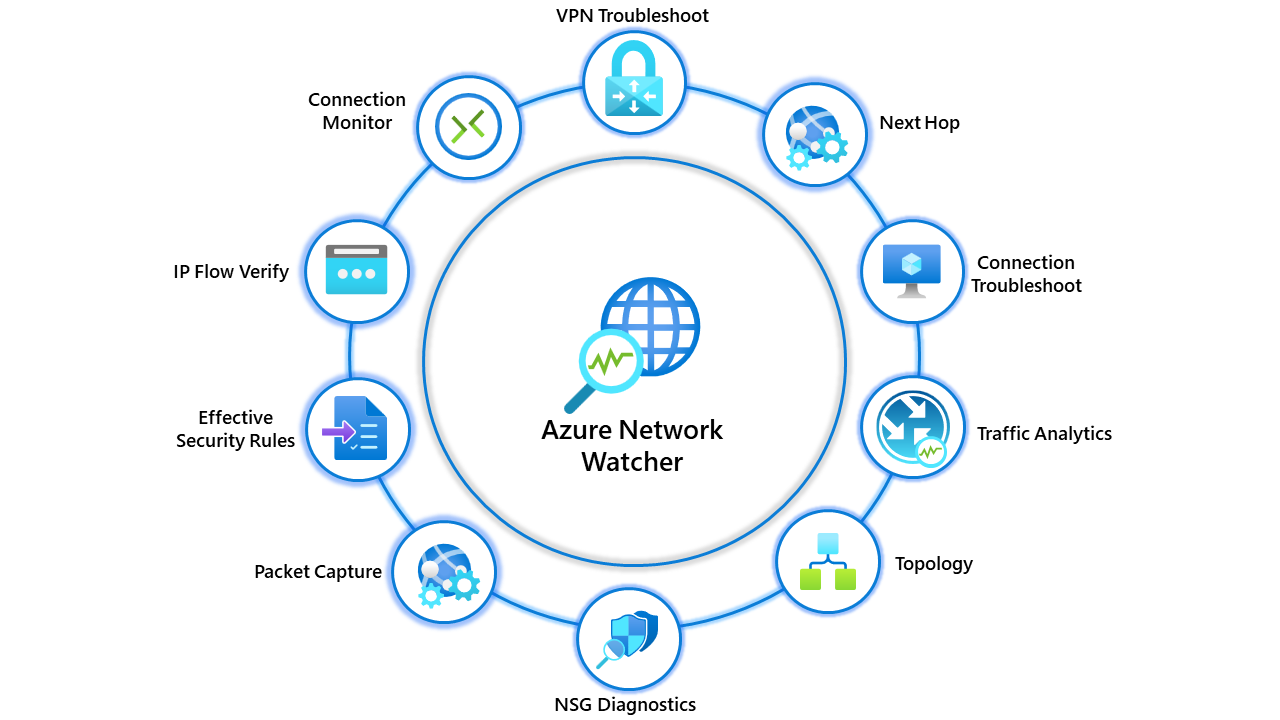 VPN Troubleshoot
Connection
Monitor
Next Hop
IP Flow Verify
Connection
Troubleshoot
Azure Network
Watcher
Effective
Security Rules
Traffic Analytics
Packet Capture
Topology
NSG Diagnostics